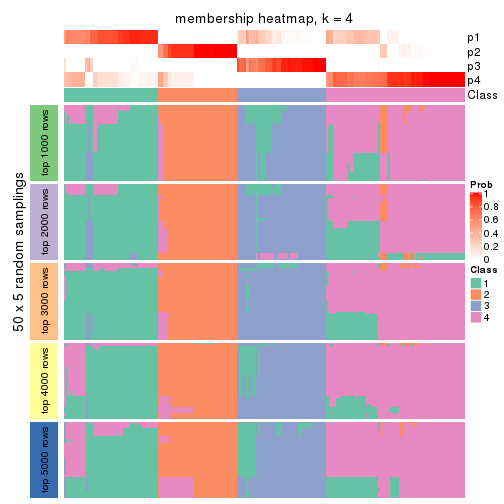 membership heatmap, k = 4
p1
p2
p3
p4
Class
50 x 5 random samplings
top 1000 rows
top 2000 rows
top 3000 rows
top 4000 rows
top 5000 rows
Prob
1
0.8
0.6
0.4
0.2
0
Class
1
2
3
4